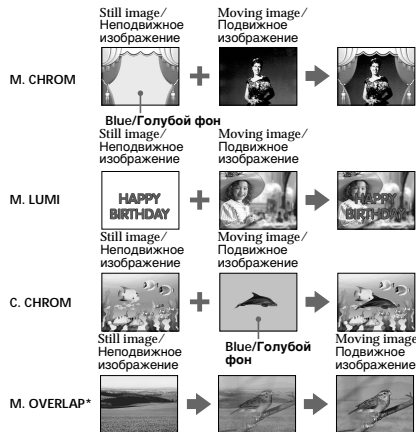 Still image/
Неподвижное
изображение
Moving image/
Подвижное
изображение
M. CHROM
Blue/Голубой фон
Still image/
Неподвижное
изображение
Moving image/
Подвижное
изображение
M. LUMI
HAPPY
BIRTHDAY
HAPPY
BIRTHDAY
Still image/
Неподвижное
изображение
Moving image/
Подвижное
изображение
C. CHROM
Blue/Голубой
фон
Still image/
Неподвижное
изображение
Moving image
Подвижное
изображение
M. OVERLAP*